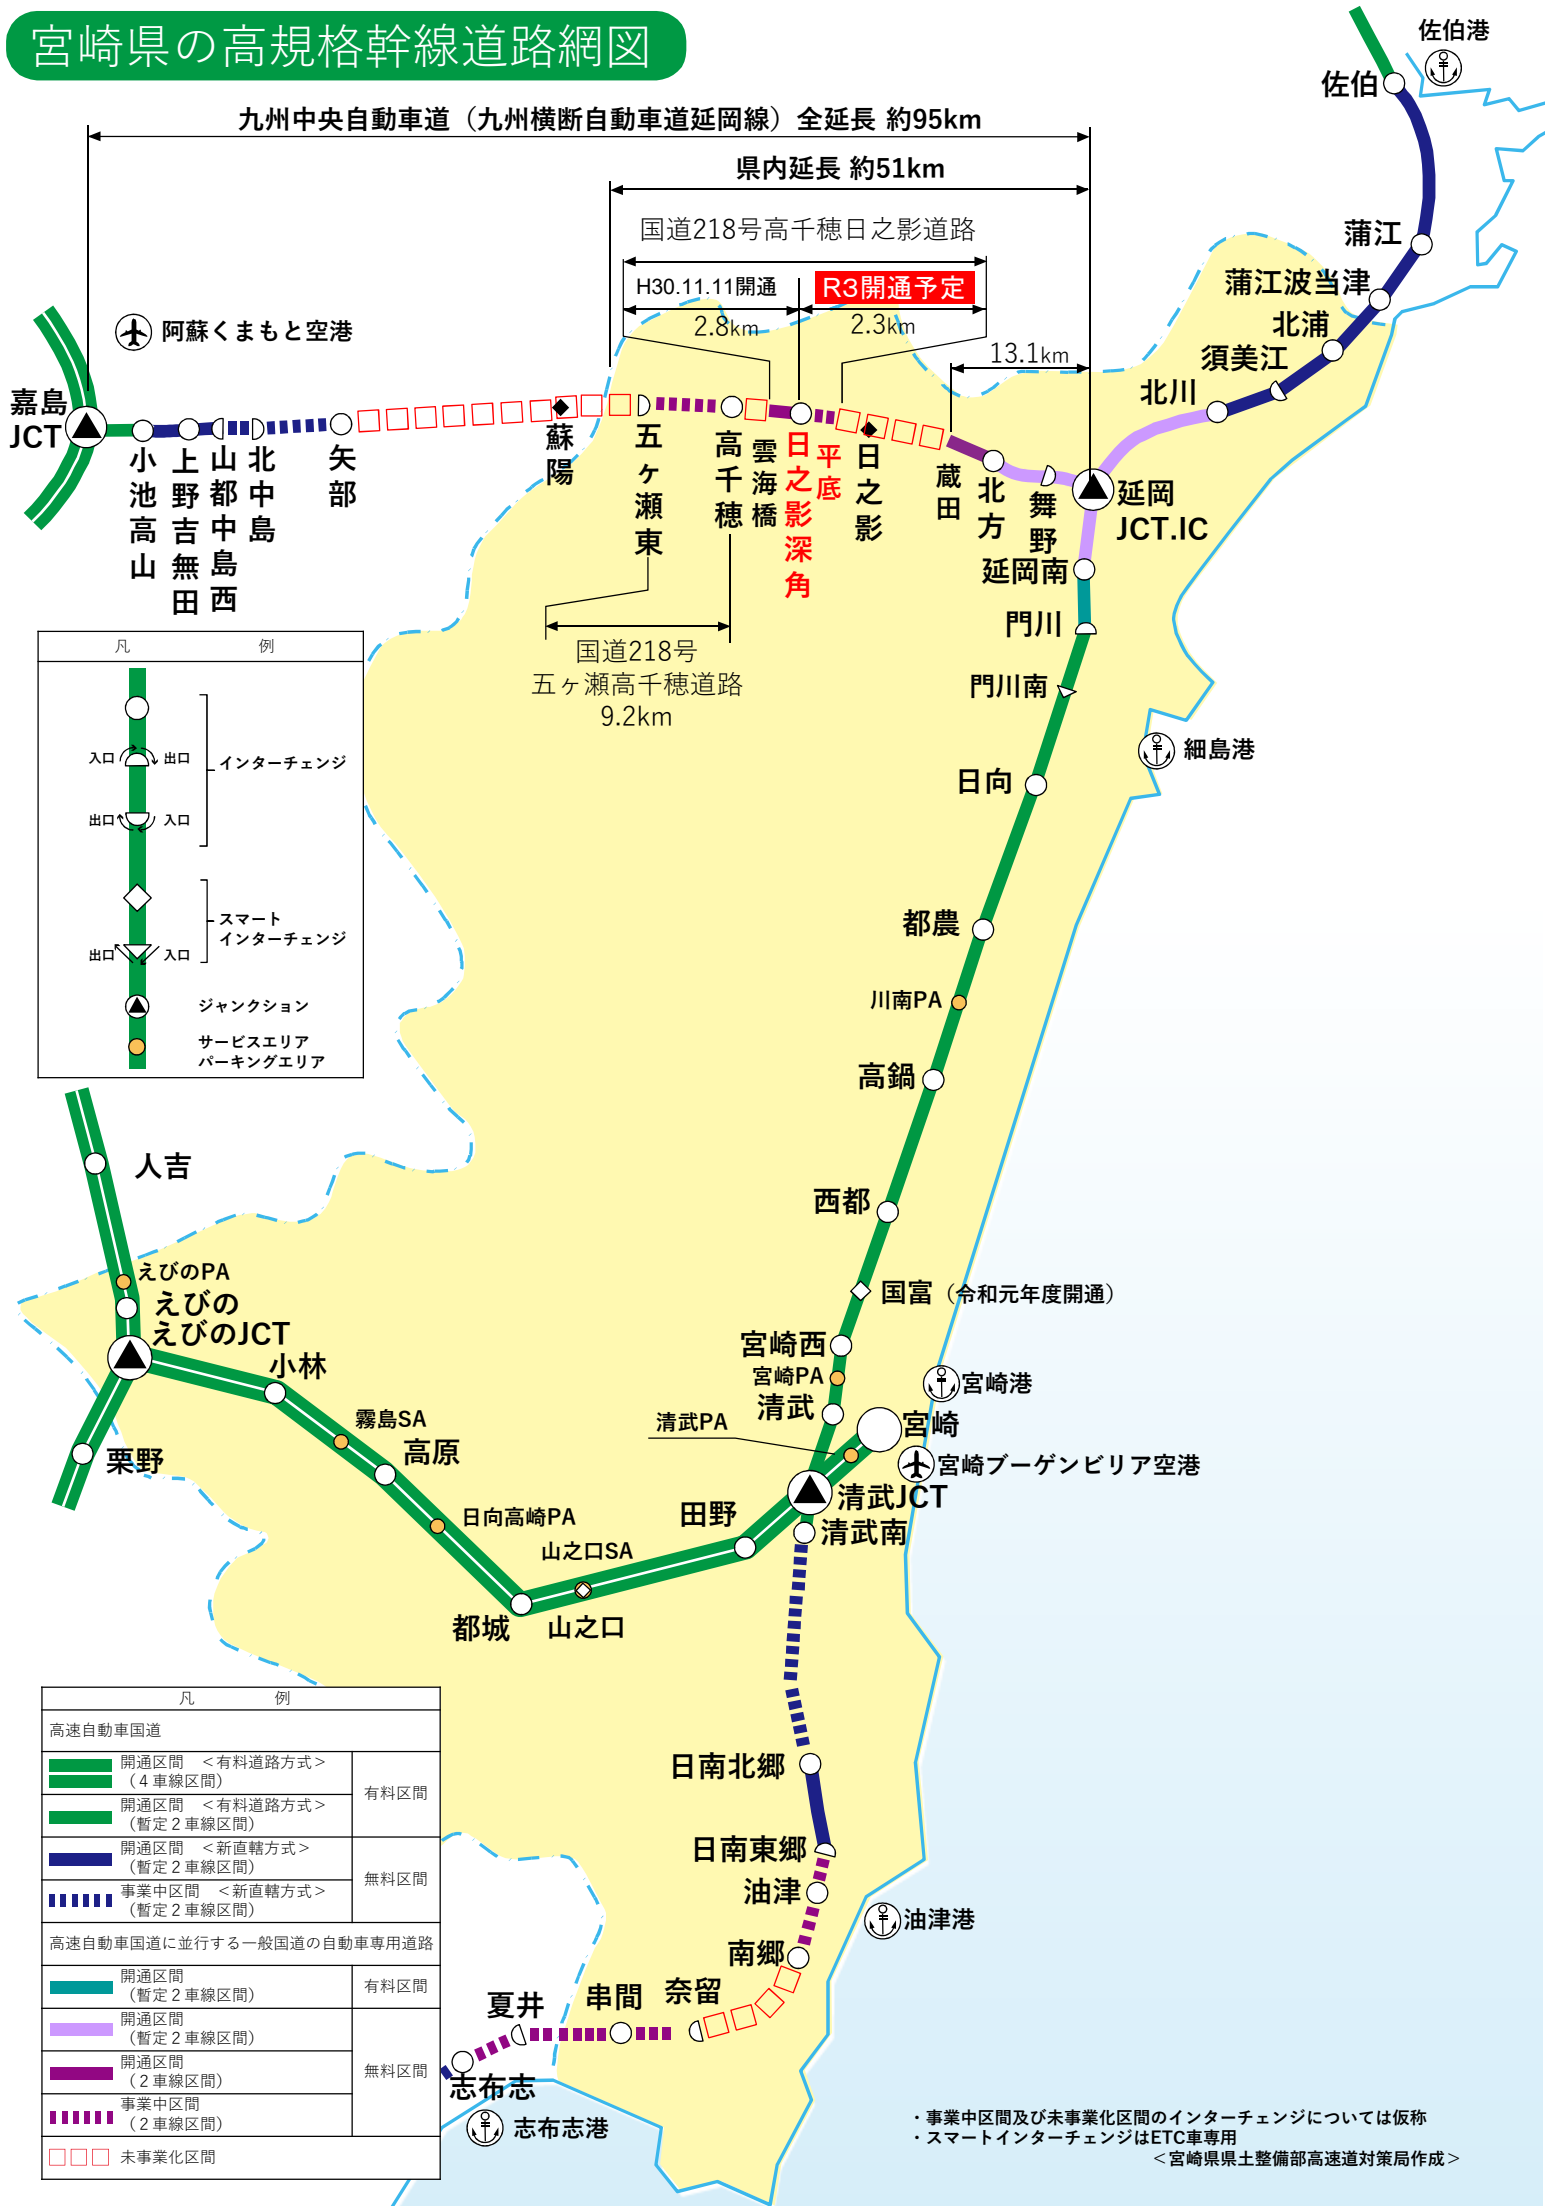 宮崎県の高規格幹線道路網図
佐伯港
佐伯
九州中央自動車道（九州横断自動車道延岡線）全延長 約95km
県内延長 約51km
国道218号高千穂日之影道路
H30.11.11開通
R3開通予定
2.8km
2.3km
13.1km
蒲江
蒲江波当津
北浦
須美江
北川
阿蘇くまもと空港
嘉島
JCT
小池高山
上野吉無田
山都中島西
北中島
矢部
蘇陽
五ヶ瀬東
高千穂
雲海橋
日之影深角
平底
日之影
蔵田
北方
舞野
延岡
JCT.IC
延岡南
門川
門川南
国道218号
五ヶ瀬高千穂道路
9.2km
細島港
日向
都農
川南PA
高鍋
西都
国富（令和元年度開通）
宮崎西
宮崎PA
清武
清武PA
宮崎港
宮崎
宮崎ブーゲンビリア空港
清武JCT
清武南
田野
山之口SA
山之口
都城
日向高崎PA
高原
霧島SA
小林
人吉
えびのPA
えびの
えびのJCT
栗野
日南北郷
日南東郷
油津
油津港
南郷
奈留
串間
夏井
志布志
志布志港
凡 例
入口 出口
インターチェンジ
出口 入口
スマート
インターチェンジ
出口 入口
ジャンクション
サービスエリア
パーキングエリア
凡 例
高速自動車国道
開通区間 ＜有料道路方式＞
（４車線区間）
有料区間
開通区間 ＜有料道路方式＞
（暫定２車線区間）
開通区間 ＜新直轄方式＞
（暫定２車線区間）
無料区間
事業中区間 ＜新直轄方式＞
（暫定２車線区間）
高速自動車国道に並行する一般国道の自動車専用道路
開通区間
（暫定２車線区間）
有料区間
開通区間
（暫定２車線区間）
開通区間
（２車線区間）
無料区間
事業中区間
（２車線区間）
未事業化区間
・事業中区間及び未事業化区間のインターチェンジについては仮称
・スマートインターチェンジはETC車専用
＜宮崎県県土整備部高速道対策局作成＞